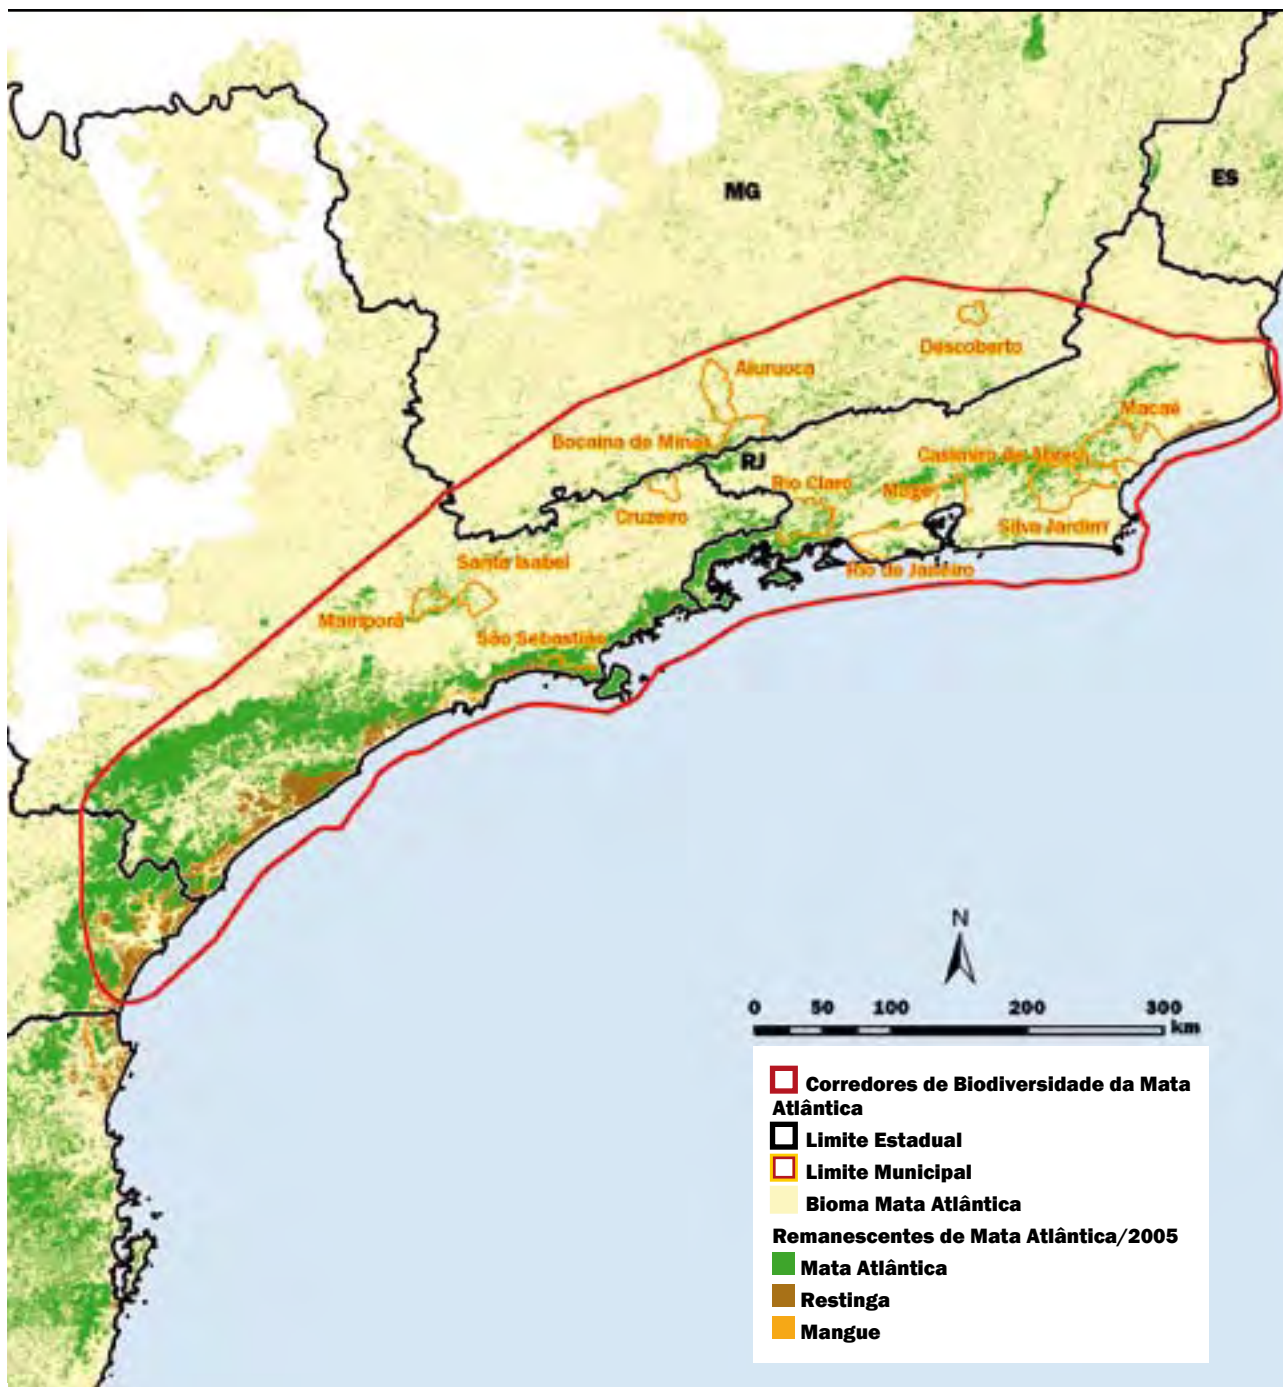 MG
ES
Descoberto
Aiuruoca
Macaé
Bocaina de Minas
RJ
Casimiro de Abreu
Rio Claro
Magé
Cruzeiro
Silva Jardim
Santa Isabel
Rio de Janeiro
Mairiporã
São Sebastião
N
0 50 100 200 300
km
Corredores de Biodiversidade da Mata
Atlântica
Limite Estadual
Limite Municipal
Bioma Mata Atlântica
Remanescentes de Mata Atlântica/2005
Mata Atlântica
Restinga
Mangue